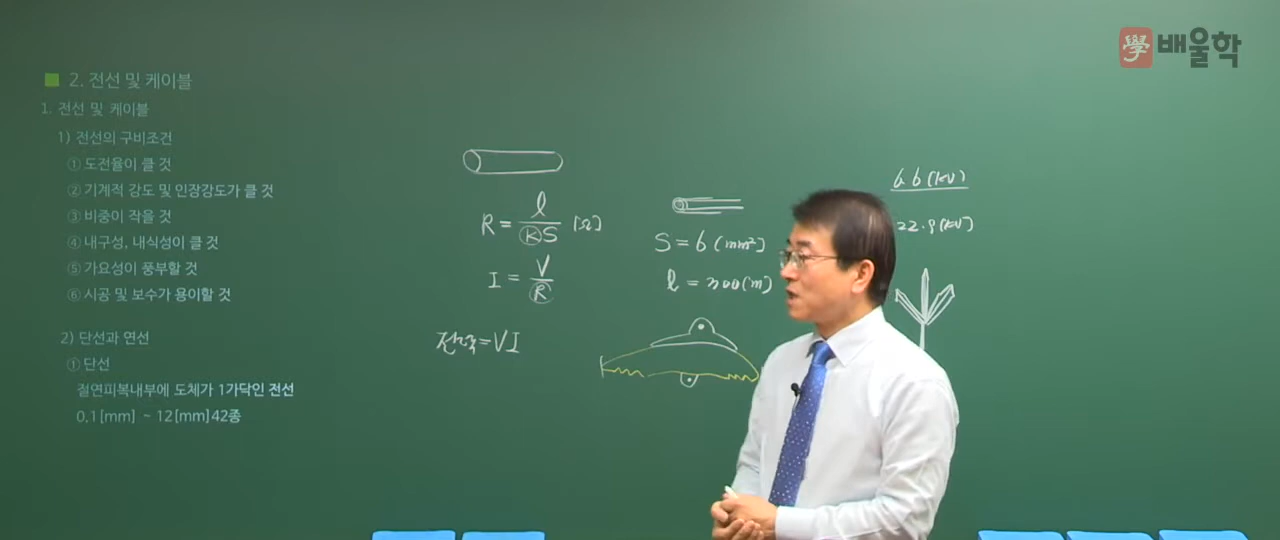 學 배울학
■ 2. 전선 및 케이블
1. 전선 및 케이블
1) 전선의 구비조건
① 도전율이 클 것
② 기계적 강도 및 인장강도가 클 것
③ 비중이 작을 것
④ 내구성, 내식성이 클 것
⑤ 가요성이 풍부할 것
⑥ 시공 및 보수가 용이할 것
2) 단선과 연선
① 단선
절연피복내부에 도체가 1가닥인 전선
0.1[mm] ~ 12[mm] 42종
R = l / kS [Ω]
I = V / R
= VI
S = 6 (mm²)
l = 300 (m)
6.6 (kV)
22.9 (kV)